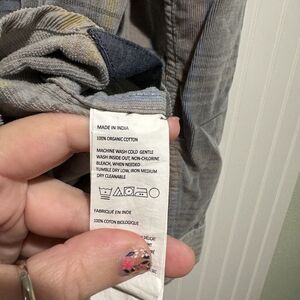 MADE IN INDIA
100% ORGANIC COTTON
MACHINE WASH COLD GENTLE
WASH INSIDE OUT, NON-CHLORINE
BLEACH, WHEN NEEDED
TUMBLE DRY LOW, IRON MEDIUM
DRY CLEANABLE
FABRIQUÉ EN INDE
100% COTON BIOLOGIQUE